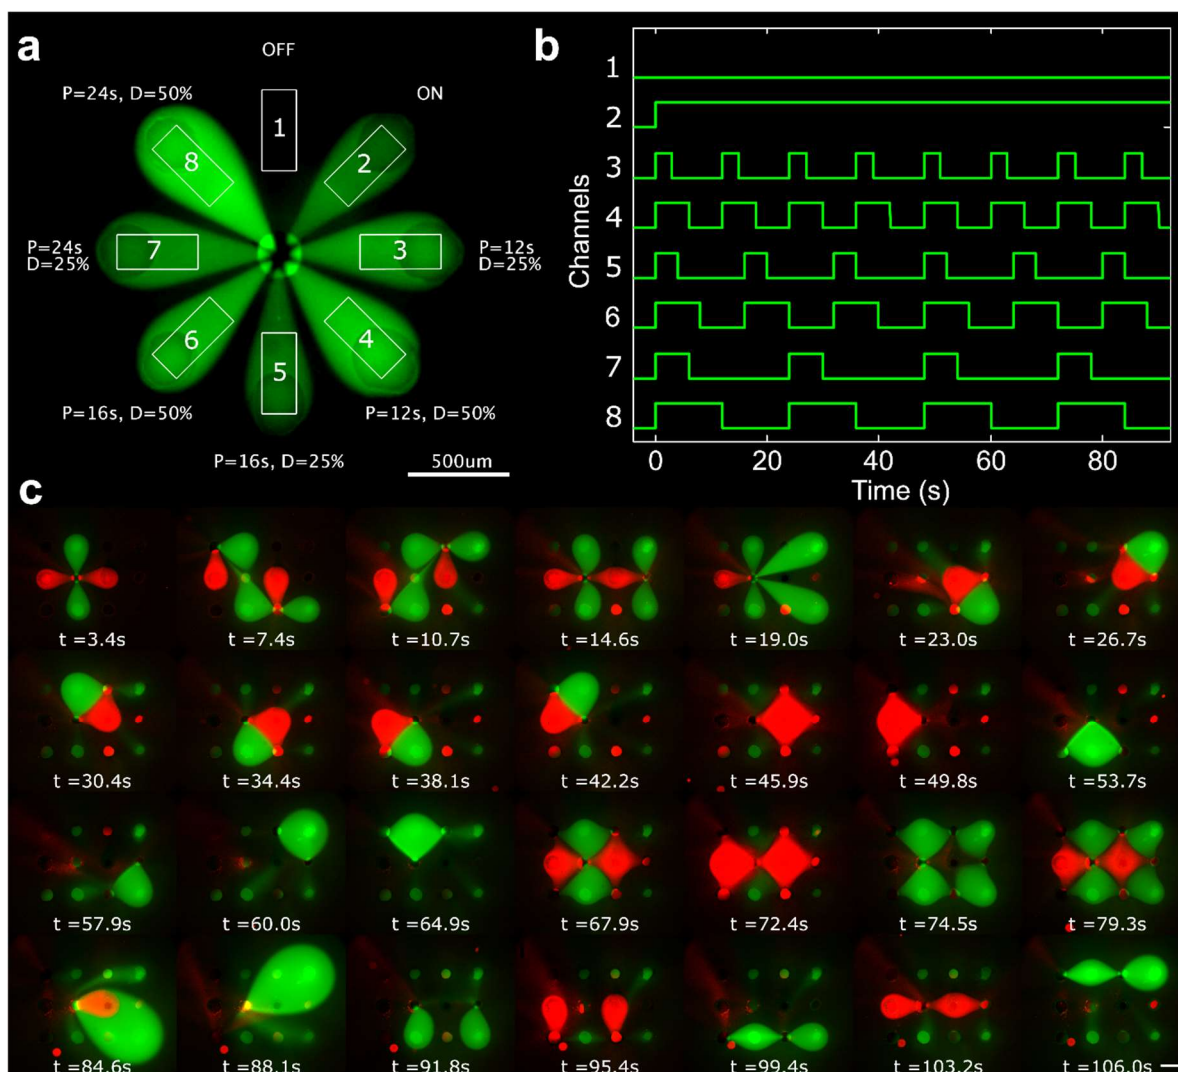 a
OFF
P=24s, D=50%
ON
1
8
2
P=24s
D=25%
7
3
P=12s
D=25%
6
4
5
P=16s, D=50%
P=12s, D=50%
P=16s, D=25%
500um
b
Channels
1
2
3
4
5
6
7
8
0 20 40 60 80
Time (s)
c
t =3.4s t =7.4s t =10.7s t =14.6s t =19.0s t =23.0s t =26.7s
t =30.4s t =34.4s t =38.1s t =42.2s t =45.9s t =49.8s t =53.7s
t =57.9s t =60.0s t =64.9s t =67.9s t =72.4s t =74.5s t =79.3s
t =84.6s t =88.1s t =91.8s t =95.4s t =99.4s t =103.2s t =106.0s